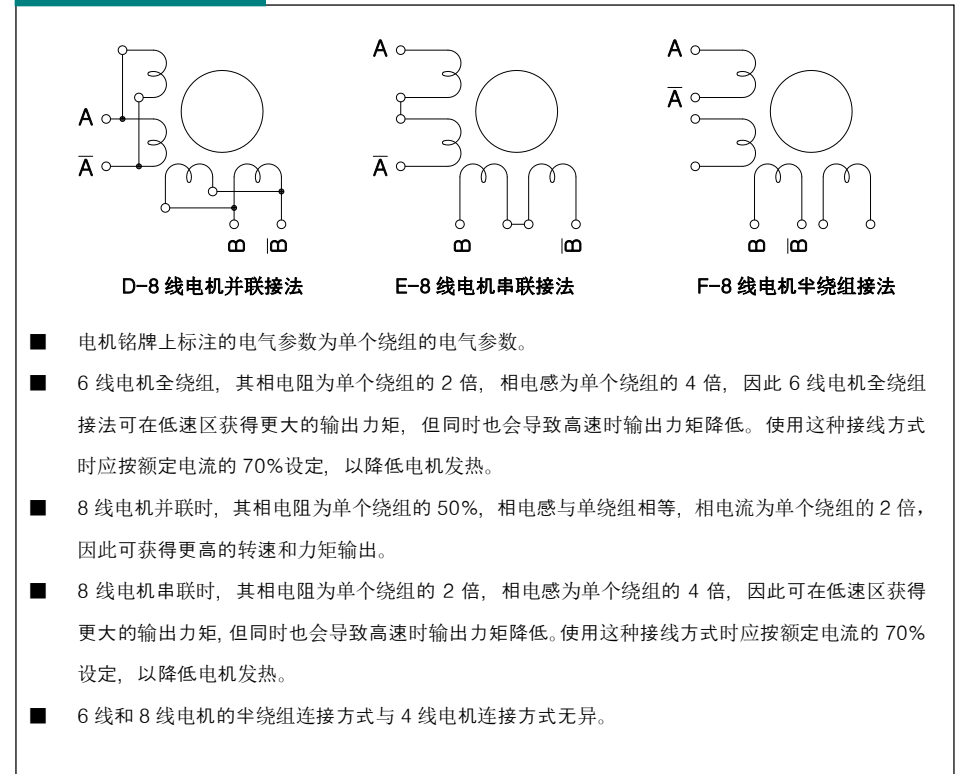 A
A
A
A̅
A̅
A̅
A̅
B
B̅
B
B̅
B
B̅
D-8 线电机并联接法
E-8 线电机串联接法
F-8 线电机半绕组接法
■ 电机铭牌上标注的电气参数为单个绕组的电气参数。
■ 6 线电机全绕组，其相电阻为单个绕组的 2 倍，相电感为单个绕组的 4 倍，因此 6 线电机全绕组
接法可在低速区获得更大的输出力矩，但同时也会导致高速时输出力矩降低。使用这种接线方式
时应按额定电流的 70%设定，以降低电机发热。
■ 8 线电机并联时，其相电阻为单个绕组的 50%，相电感与单绕组相等，相电流为单个绕组的 2 倍，
因此可获得更高的转速和力矩输出。
■ 8 线电机串联时，其相电阻为单个绕组的 2 倍，相电感为单个绕组的 4 倍，因此可在低速区获得
更大的输出力矩，但同时也会导致高速时输出力矩降低。使用这种接线方式时应按额定电流的 70%
设定，以降低电机发热。
■ 6 线和 8 线电机的半绕组连接方式与 4 线电机连接方式无异。